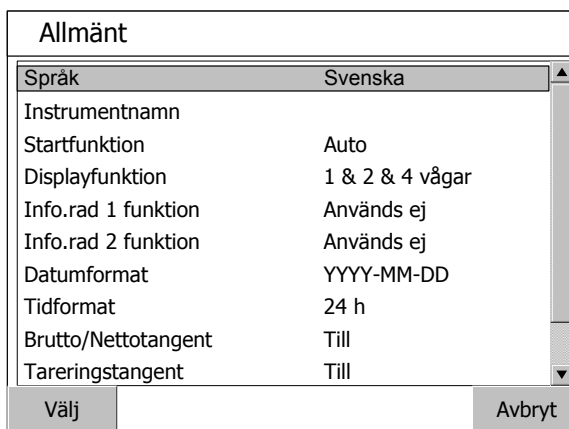 Allmänt
Språk Svenska
Instrumentnamn
Startfunktion Auto
Displayfunktion 1 & 2 & 4 vågar
Info.rad 1 funktion Används ej
Info.rad 2 funktion Används ej
Datumformat YYYY-MM-DD
Tidformat 24 h
Brutto/Nettotangent Till
Tareringstangent Till
Välj Avbryt